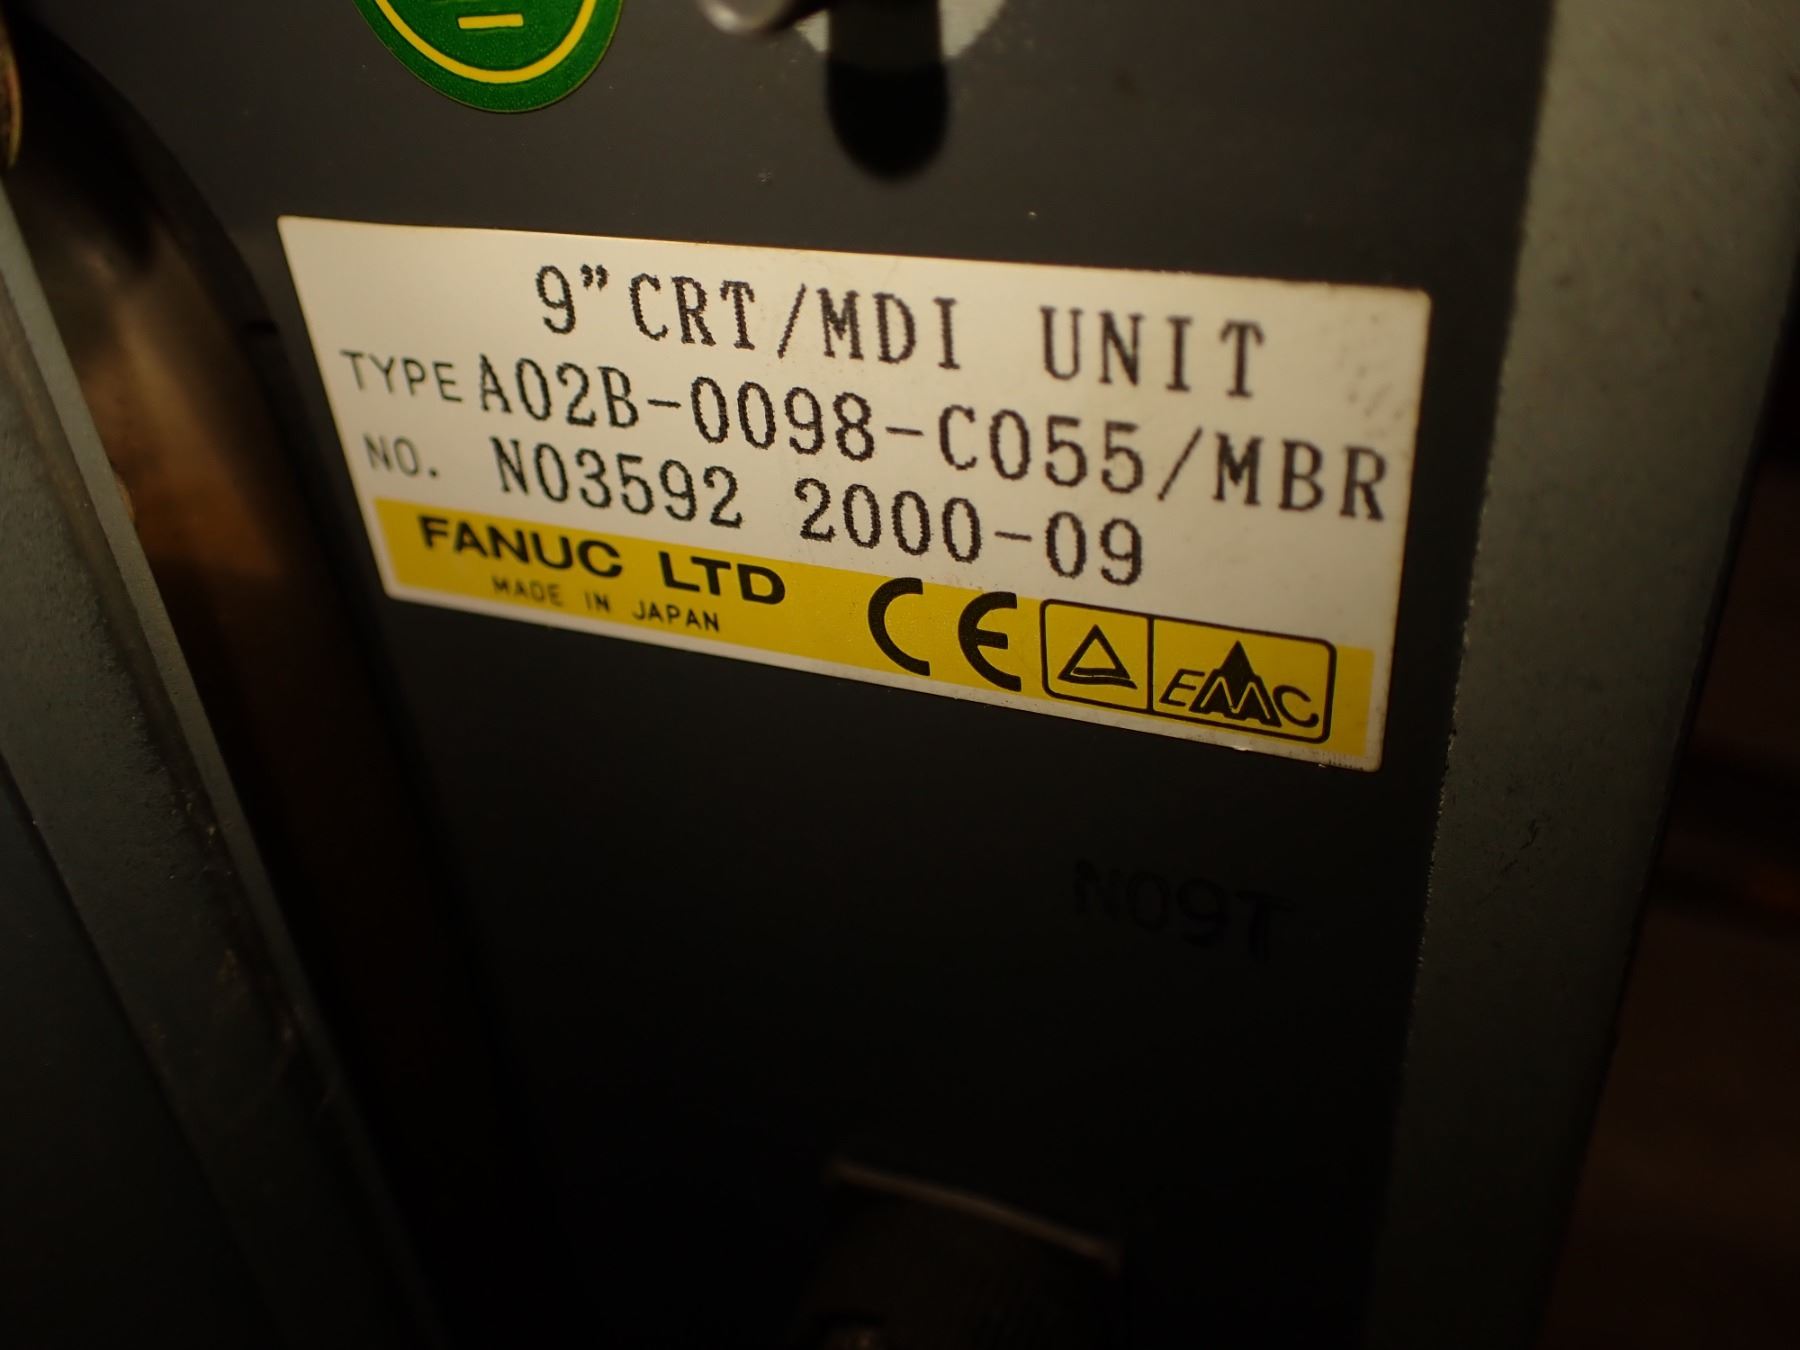 9"CRT/MDI UNIT
TYPE A02B-0098-C055/MBR
NO. N03592 2000-09
FANUC LTD
MADE IN JAPAN
CE EMC
N09T